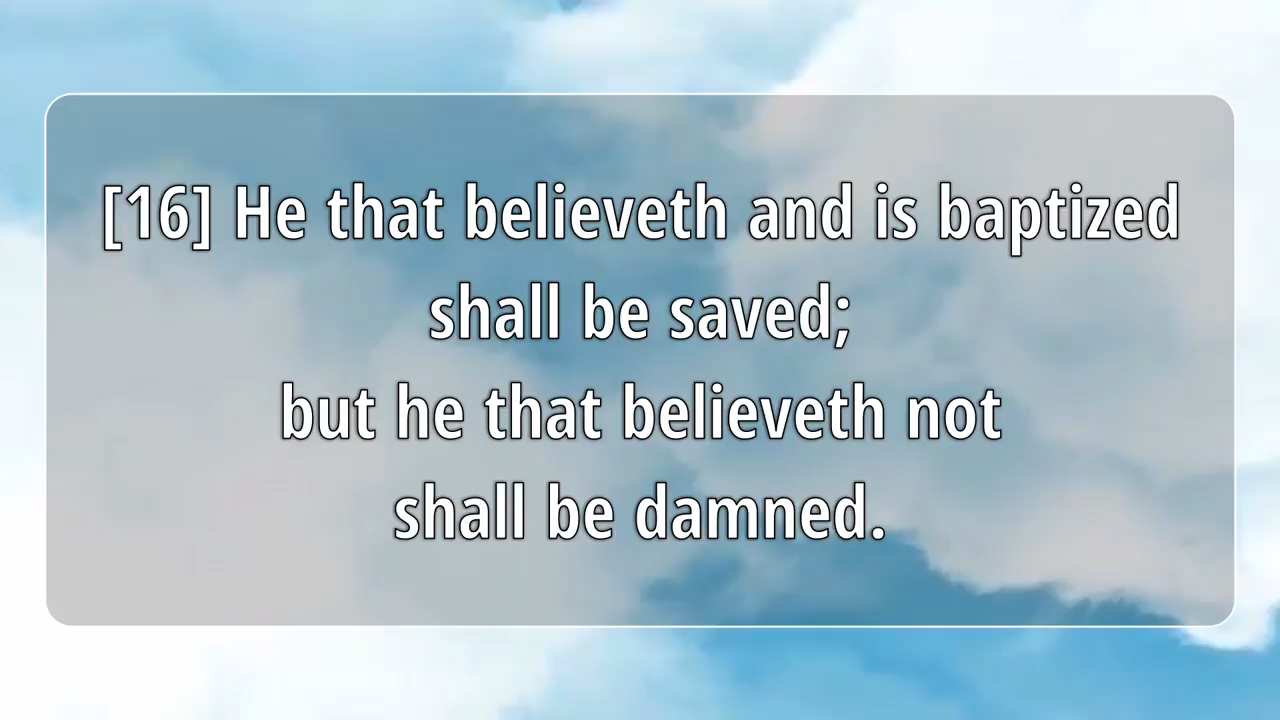 [16] He that believeth and is baptized
shall be saved;
but he that believeth not
shall be damned.